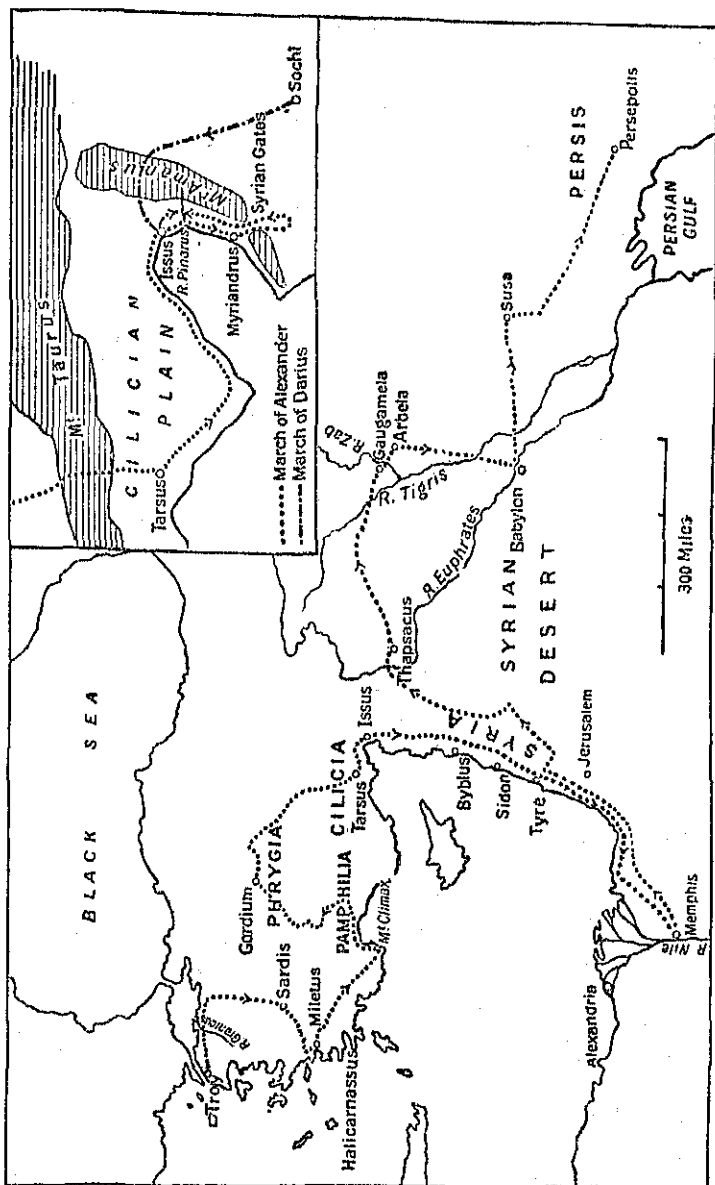 BLACK SEA
Troy
R. Granicus
Sardis
Miletus
Halicarnassus
Gordium
PHRYGIA
PAMPHILIA
Mt Climax
CILICIA
Tarsus
Issus
SYRIA
Byblus
Sidon
Tyre
Jerusalem
Alexandria
R Nile
Memphis
Thapsacus
R. Euphrates
SYRIAN
DESERT
R. Zab
Gaugamela
Arbela
R. Tigris
Babylon
Susa
PERSIS
Persepolis
PERSIAN
GULF
300 Miles
Mt Taurus
CILICIAN
PLAIN
Tarsus
Issus
R. Pinarus
Mt Amanius
Myriandrus
Syrian Gates
Sochi
March of Alexander
March of Darius